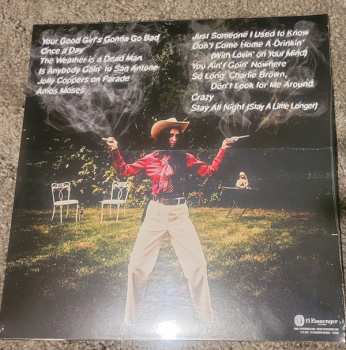 Your Good Girl's Gonna Go Bad
Once a Day
The Weather is a Dead Man
Is Anybody Goin' to San Antone
Jolly Coppers on Parade
Amos Moses
Just Someone I Used to Know
Don't Come Home A Drinkin'
(With Lovin' on Your Mind)
You Ain't Goin' Nowhere
So Long, Charlie Brown,
Don't Look for Me Around
Crazy
Stay All Night (Stay A Little Longer)
15 Passenger